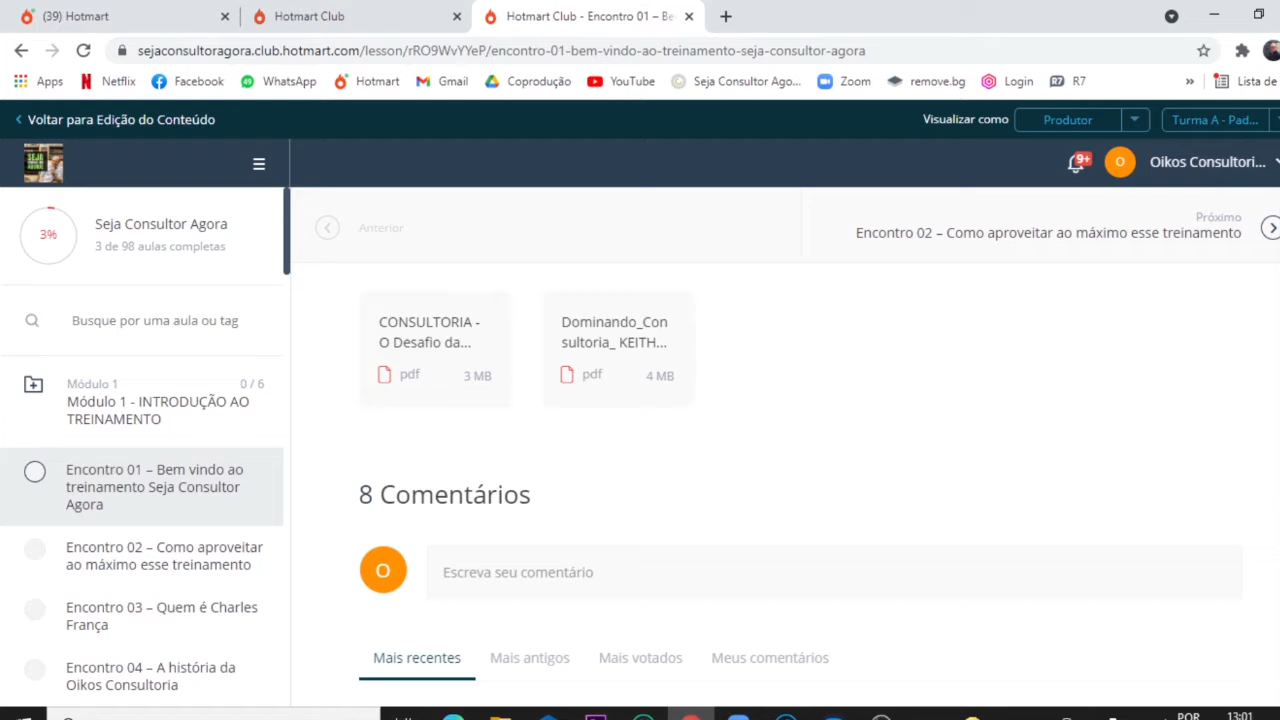 (39) Hotmart
Hotmart Club
Hotmart Club - Encontro 01 – Be
sejaconsultoragora.club.hotmart.com/lesson/rRO9WvYYeP/encontro-01-bem-vindo-ao-treinamento-seja-consultor-agora
Apps Netflix Facebook WhatsApp Hotmart Gmail Coprodução YouTube Seja Consultor Ago... Zoom remove.bg Login R7 » Lista de
Voltar para Edição do Conteúdo
Visualizar como Produtor Turma A - Pad...
9+ O Oikos Consultori...
3%
Seja Consultor Agora
3 de 98 aulas completas
Anterior
Próximo
Encontro 02 – Como aproveitar ao máximo esse treinamento
Busque por uma aula ou tag
Módulo 1 0 / 6
Módulo 1 - INTRODUÇÃO AO
TREINAMENTO
Encontro 01 – Bem vindo ao
treinamento Seja Consultor
Agora
Encontro 02 – Como aproveitar
ao máximo esse treinamento
Encontro 03 – Quem é Charles
França
Encontro 04 – A história da
Oikos Consultoria
CONSULTORIA -
O Desafio da...
pdf 3 MB
Dominando_Con
sultoria_ KEITH...
pdf 4 MB
8 Comentários
O
Escreva seu comentário
Mais recentes Mais antigos Mais votados Meus comentários
POR 13:01